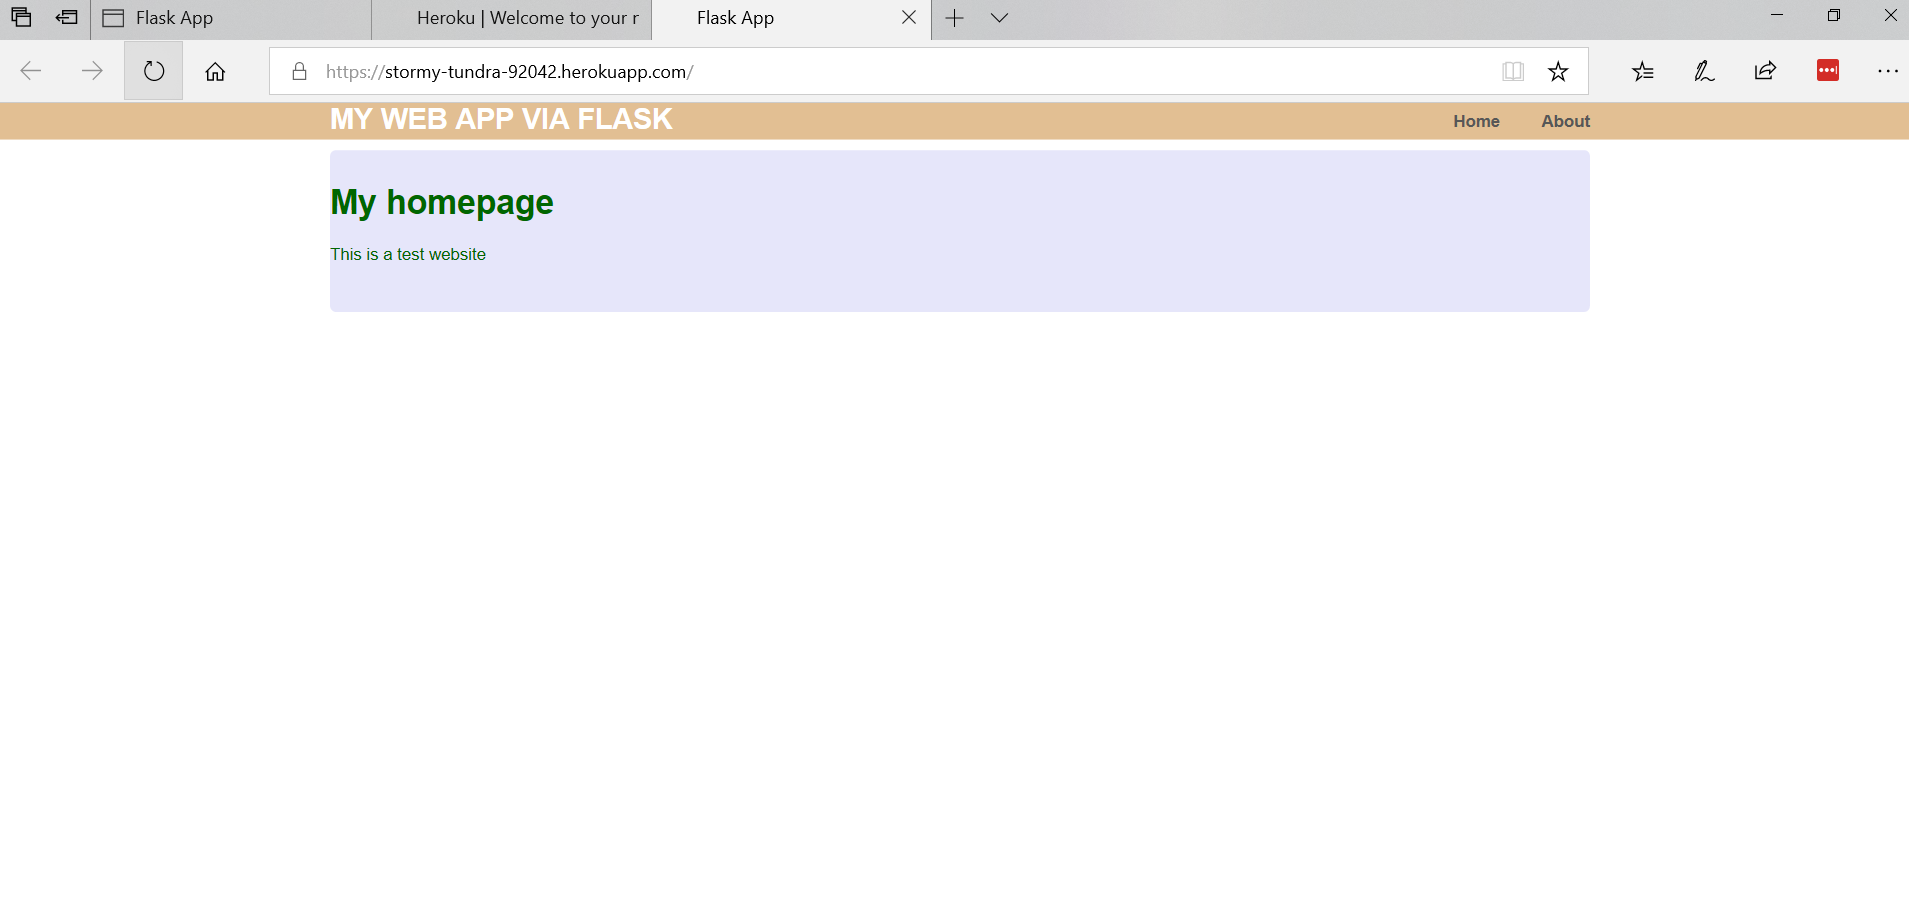 Flask App
Heroku | Welcome to your r
Flask App
https://stormy-tundra-92042.herokuapp.com/
MY WEB APP VIA FLASK
Home
About
My homepage
This is a test website